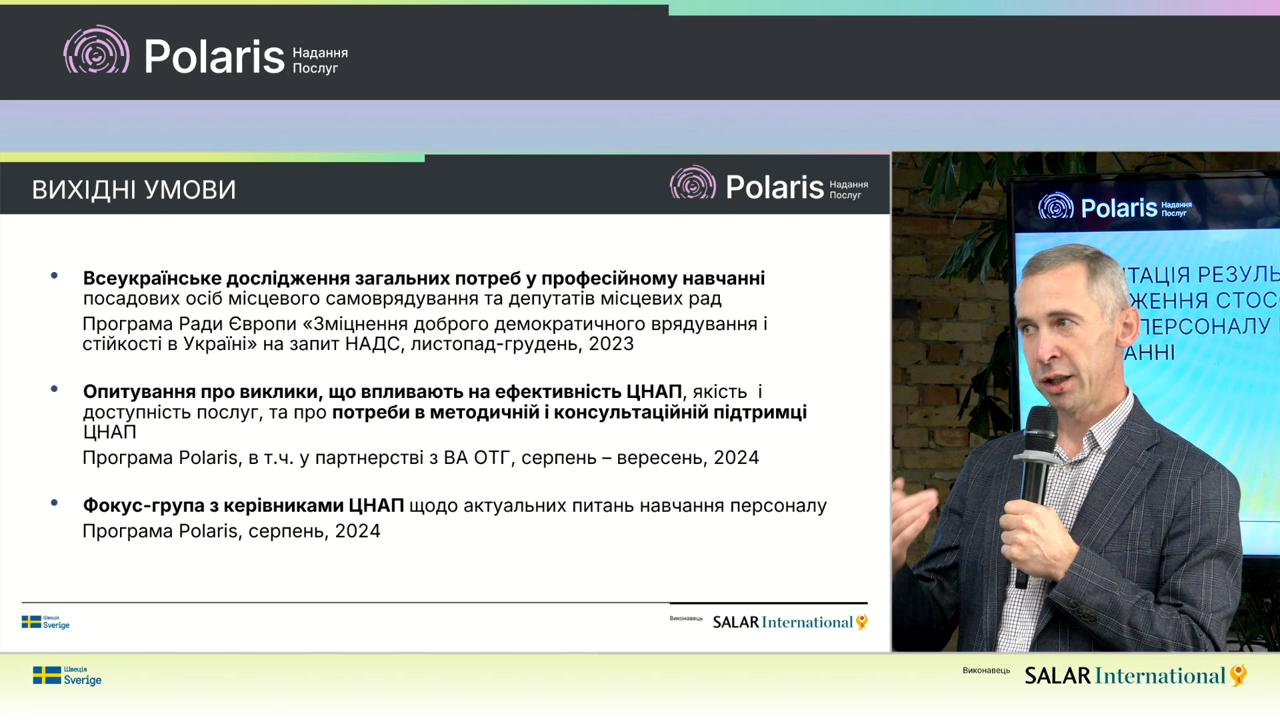 Polaris Надання
Послуг
ВИХІДНІ УМОВИ
Polaris Надання
Послуг
• Всеукраїнське дослідження загальних потреб у професійному навчанні
посадових осіб місцевого самоврядування та депутатів місцевих рад
Програма Ради Європи «Зміцнення доброго демократичного врядування і
стійкості в Україні» на запит НАДС, листопад-грудень, 2023
• Опитування про виклики, що впливають на ефективність ЦНАП, якість і
доступність послуг, та про потреби в методичній і консультаційній підтримці
ЦНАП
Програма Polaris, в т.ч. у партнерстві з ВА ОТГ, серпень – вересень, 2024
• Фокус-група з керівниками ЦНАП щодо актуальних питань навчання персоналу
Програма Polaris, серпень, 2024
Швеція
Sverige
Виконавець
SALAR International
Polaris Надання
Послуг
ТАЦІЯ РЕЗУЛЬ
ЖЕННЯ СТОС
ПЕРСОНАЛУ
АННІ
Швеція
Sverige
Виконавець
SALAR International